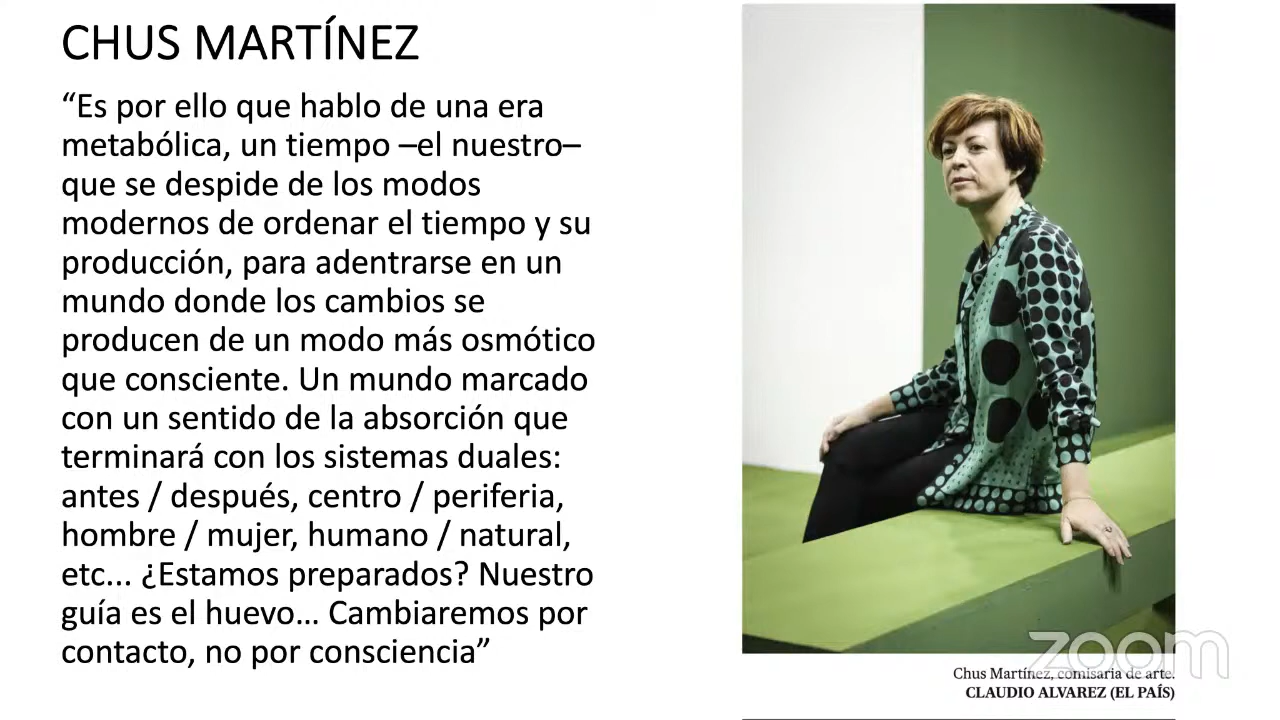 CHUS MARTÍNEZ
“Es por ello que hablo de una era
metabólica, un tiempo –el nuestro–
que se despide de los modos
modernos de ordenar el tiempo y su
producción, para adentrarse en un
mundo donde los cambios se
producen de un modo más osmótico
que consciente. Un mundo marcado
con un sentido de la absorción que
terminará con los sistemas duales:
antes / después, centro / periferia,
hombre / mujer, humano / natural,
etc... ¿Estamos preparados? Nuestro
guía es el huevo... Cambiaremos por
contacto, no por consciencia”
zoom
Chus Martínez, comisaria de arte.
CLAUDIO ALVAREZ (EL PAÍS)